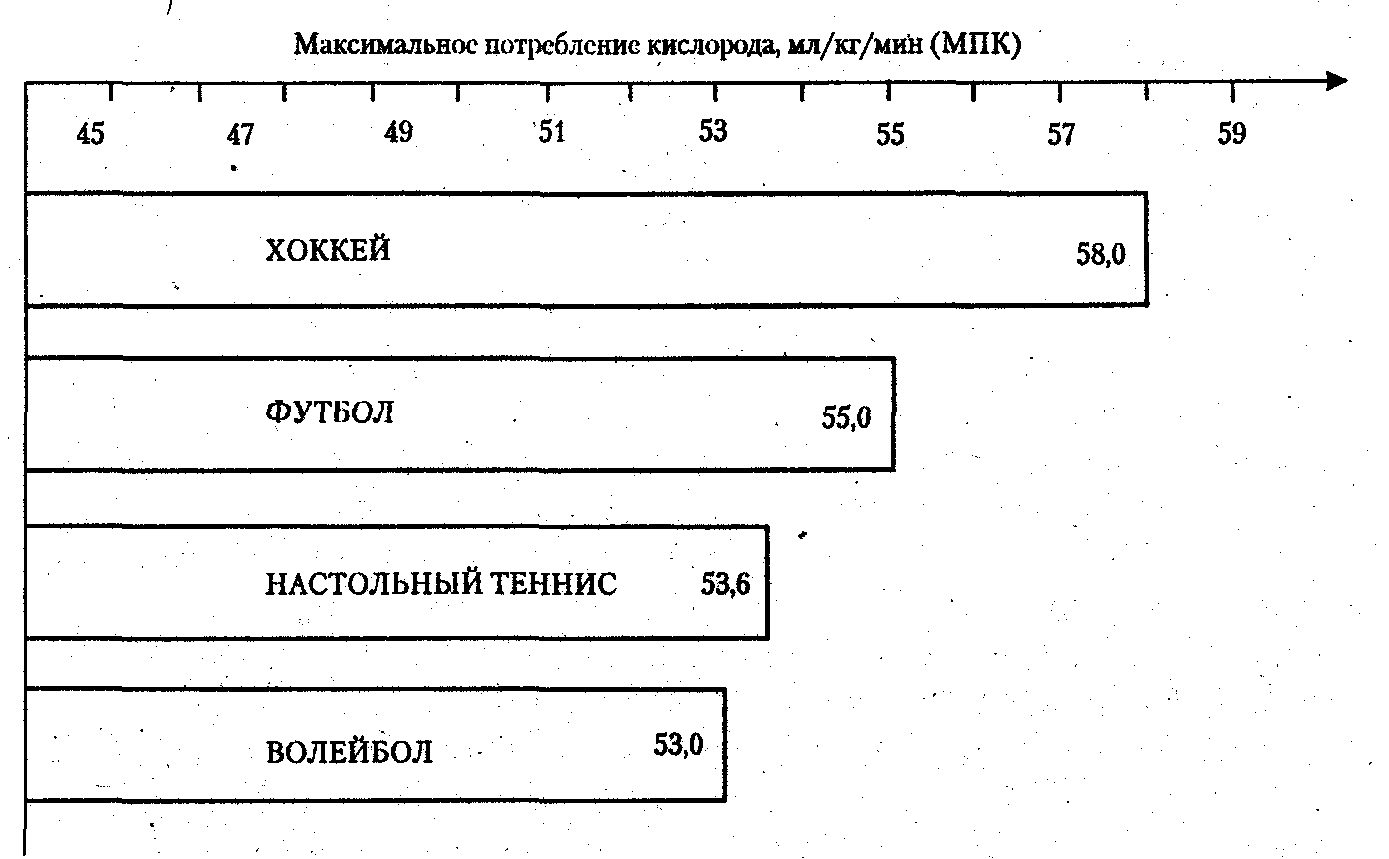 Максимальное потребление кислорода, мл/кг/мин (МПК)
45 47 49 51 53 55 57 59
ХОККЕЙ 58,0
ФУТБОЛ 55,0
НАСТОЛЬНЫЙ ТЕННИС 53,6
ВОЛЕЙБОЛ 53,0